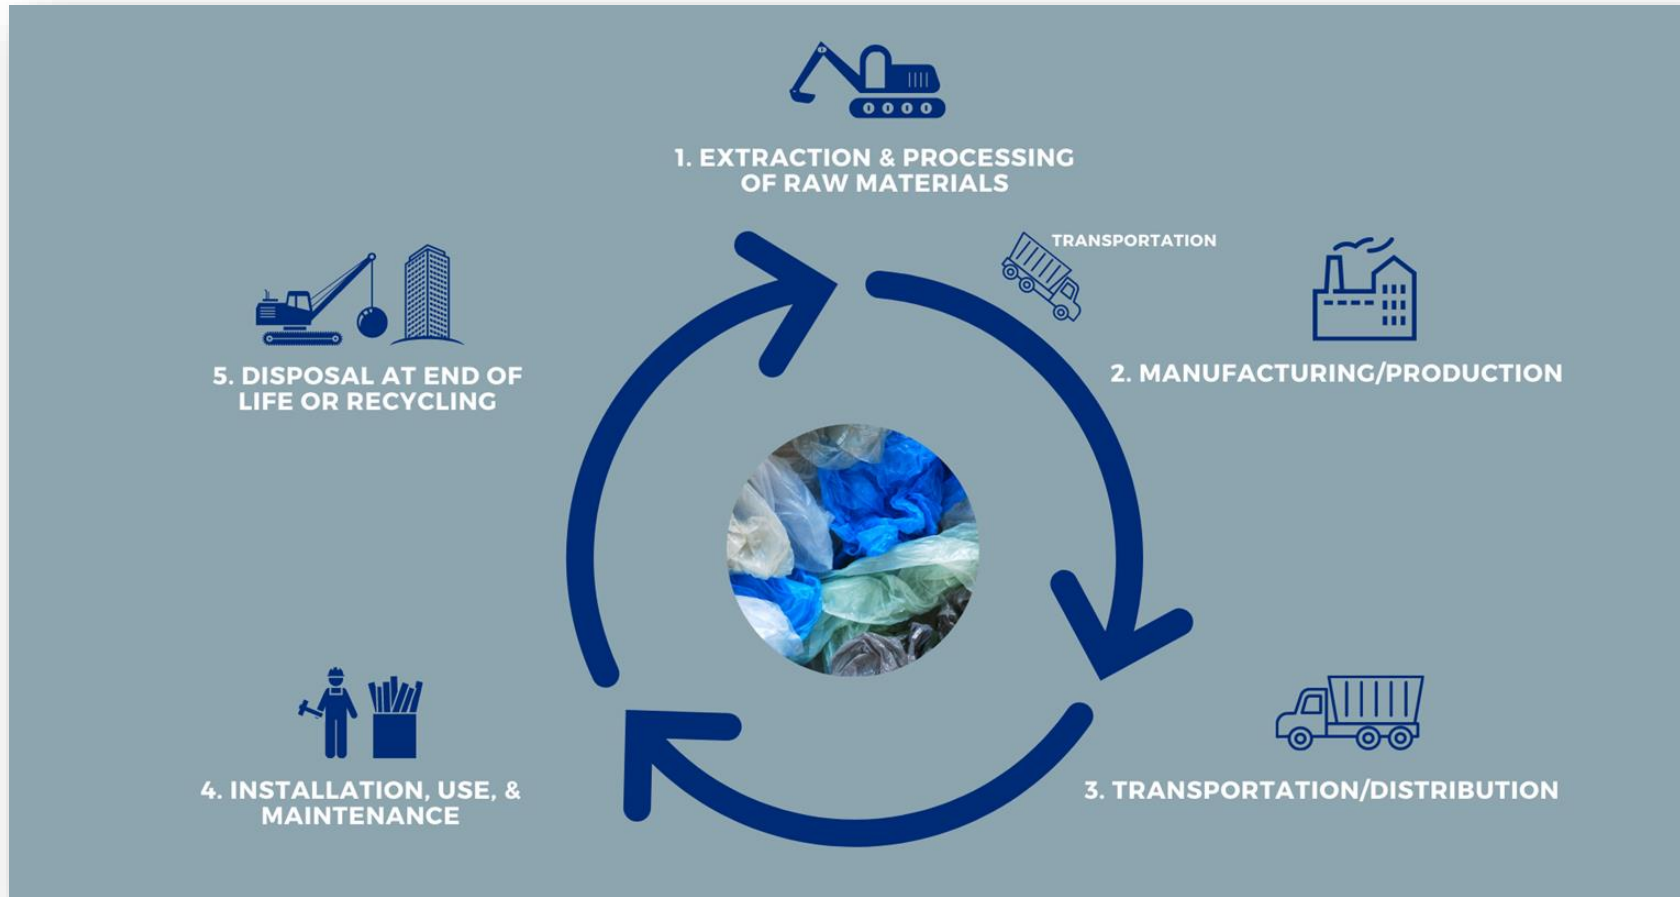 1. EXTRACTION & PROCESSING
OF RAW MATERIALS
TRANSPORTATION
2. MANUFACTURING/PRODUCTION
3. TRANSPORTATION/DISTRIBUTION
4. INSTALLATION, USE, &
MAINTENANCE
5. DISPOSAL AT END OF
LIFE OR RECYCLING